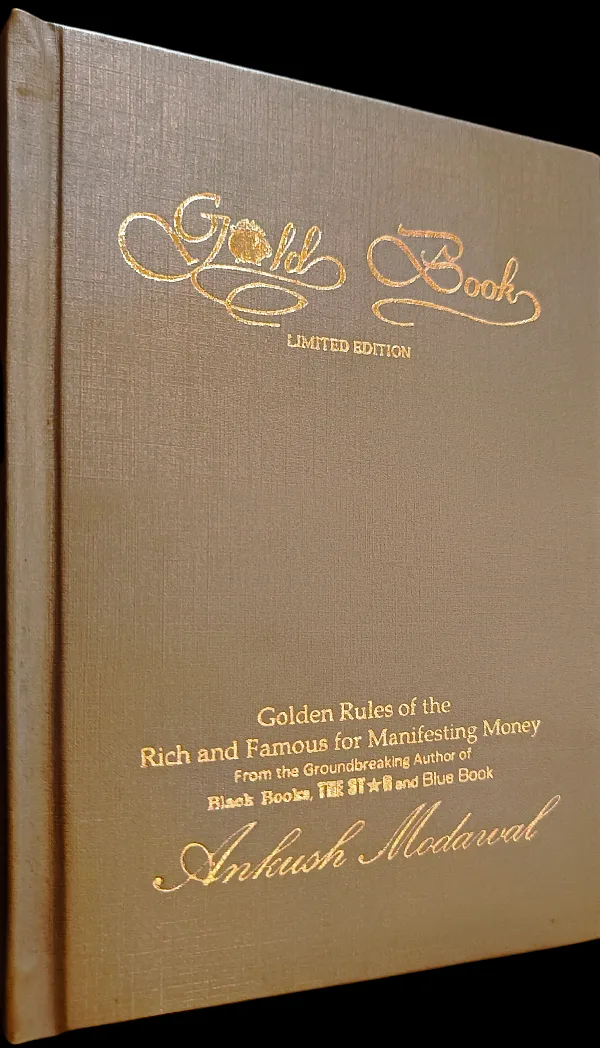 Gold Book
LIMITED EDITION
Golden Rules of the
Rich and Famous for Manifesting Money
From the Groundbreaking Author of
Black Books, THE ST★R and Blue Book
Ankush Modawal